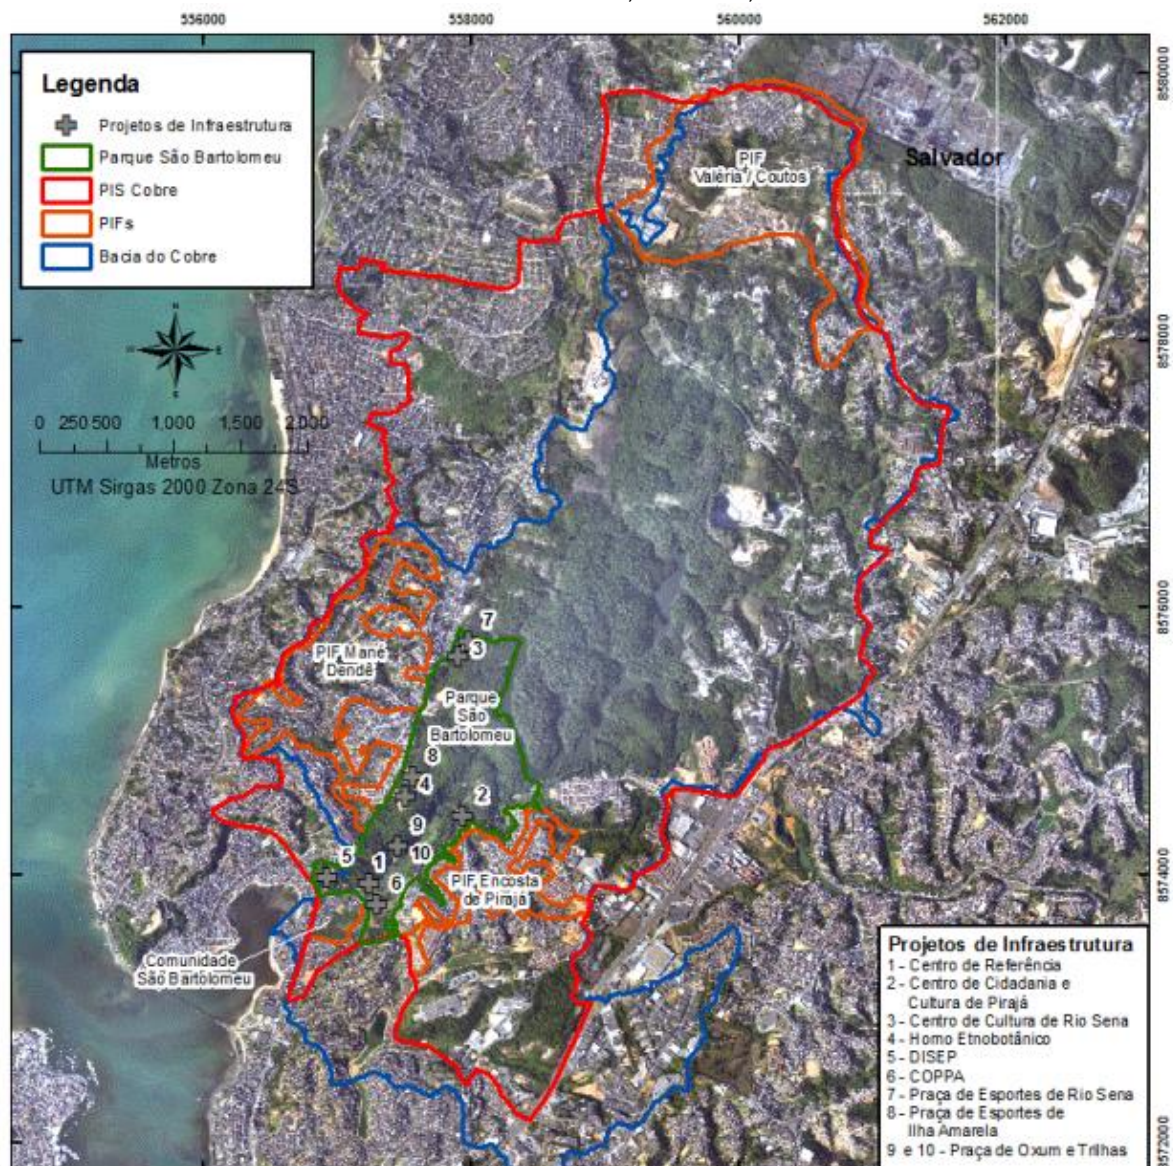 556000
558000
560000
562000
Legenda
Projetos de Infraestrutura
Parque São Bartolomeu
PIS Cobre
PIFs
Bacia do Cobre
PIF
Valéria / Coutos
Salvador
8580000
N
W
E
S
8578000
0 250 500 1,000 1,500 2,000
Metros
UTM Sirgas 2000 Zona 24S
8576000
7
3
PIF Mané
Dendê
Parque
São
Bartolomeu
8
4
2
9
10
5
1
6
PIF Encosta
de Pirajá
8574000
Comunidade
São Bartolomeu
Projetos de Infraestrutura
1 - Centro de Referência
2 - Centro de Cidadania e
Cultura de Pirajá
3 - Centro de Cultura de Rio Sena
4 - Horno Etnobotânico
5 - DISEP
6 - COPPA
7 - Praça de Esportes de Rio Sena
8 - Praça de Esportes de
Ilha Amarela
9 e 10 - Praça de Oxum e Trilhas
8572000